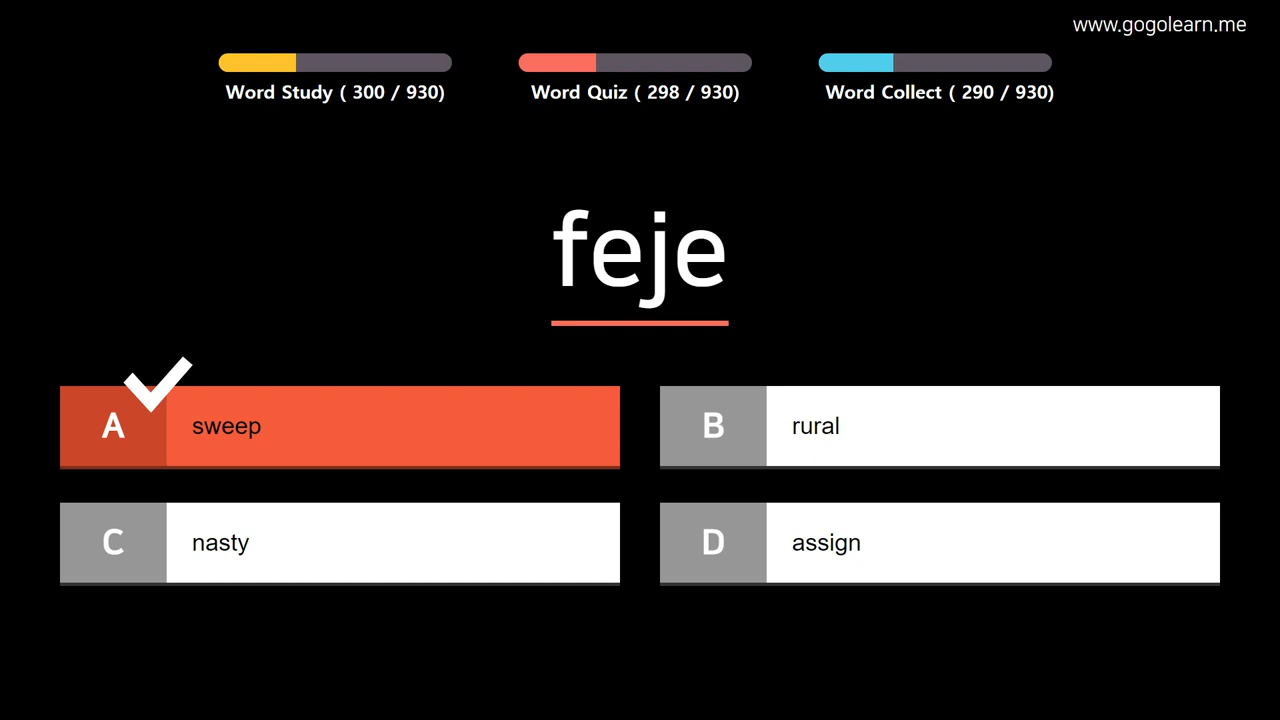 www.gogolearn.me
Word Study ( 300 / 930)
Word Quiz ( 298 / 930)
Word Collect ( 290 / 930)
feje
A sweep
B rural
C nasty
D assign